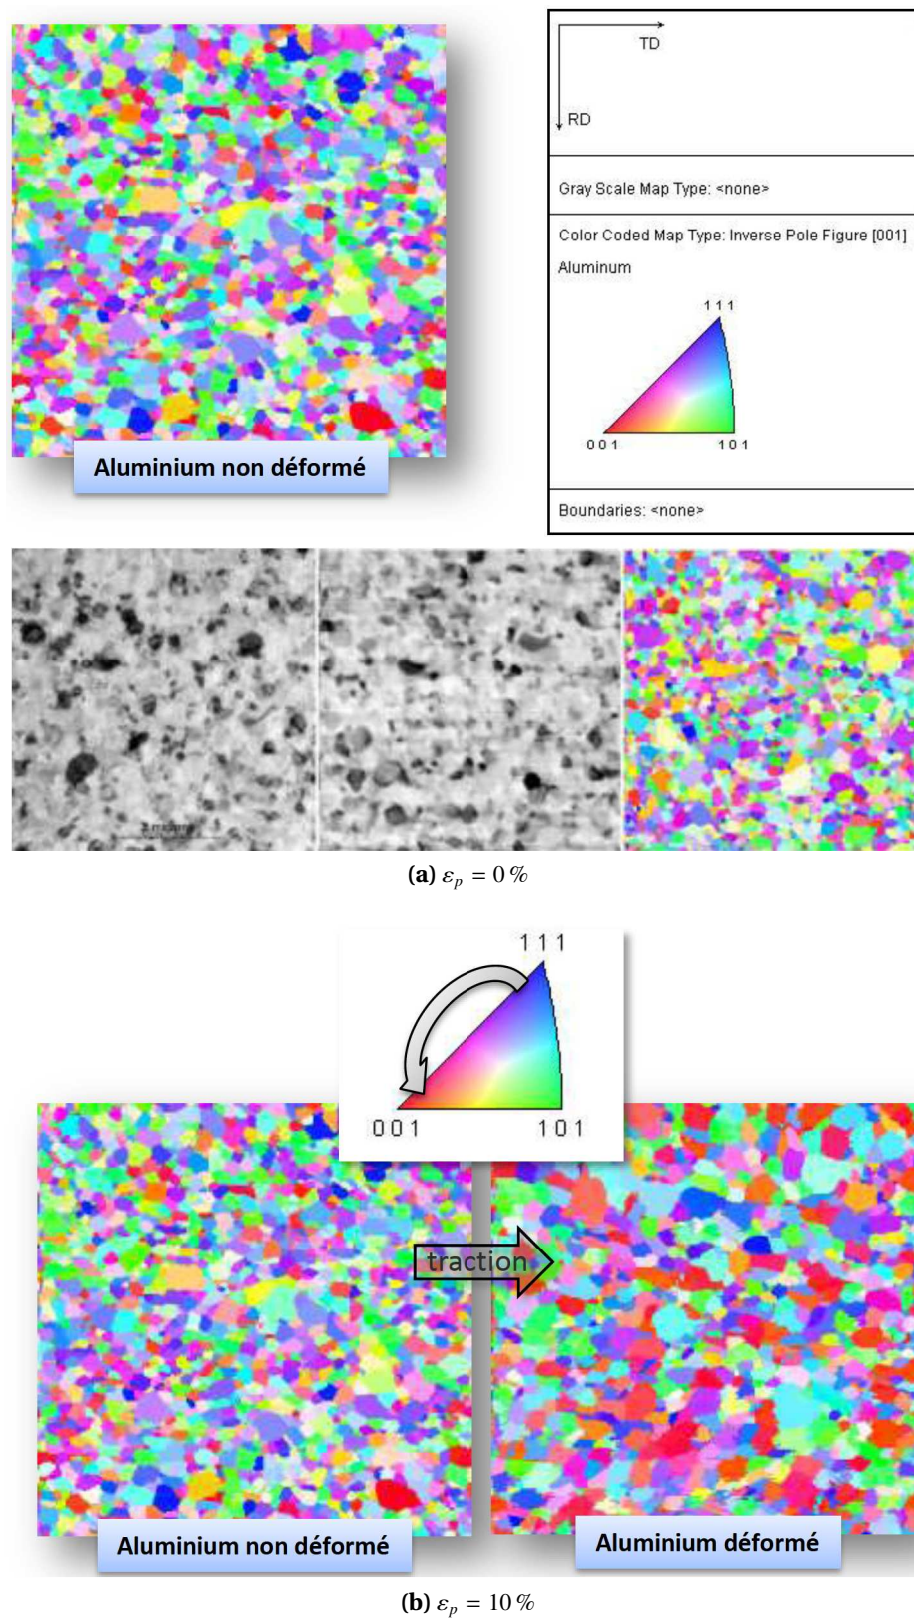 TD
RD
Gray Scale Map Type: <none>
Color Coded Map Type: Inverse Pole Figure [001]
Aluminum
1 1 1
0 0 1
1 0 1
Aluminium non déformé
Boundaries: <none>
(a) εₚ = 0 %
1 1 1
0 0 1
1 0 1
traction
Aluminium non déformé
Aluminium déformé
(b) εₚ = 10 %